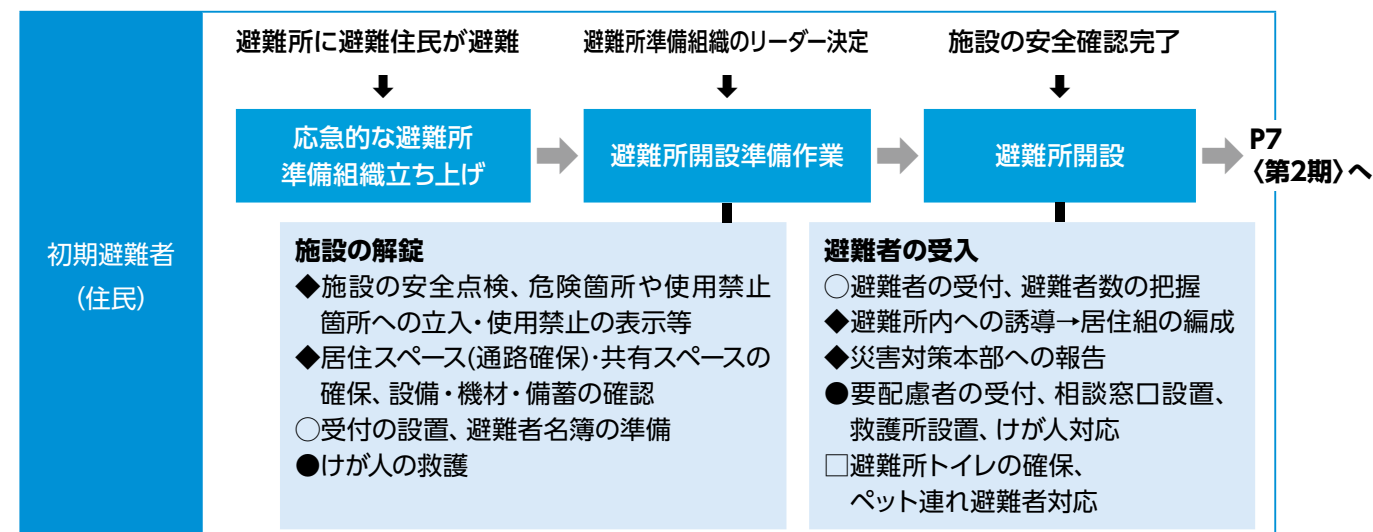 初期避難者
(住民)
避難所に避難住民が避難
避難所準備組織のリーダー決定
施設の安全確認完了
応急的な避難所
準備組織立ち上げ
避難所開設準備作業
避難所開設
P7
〈第2期〉へ
施設の解錠
◆施設の安全点検、危険箇所や使用禁止
箇所への立入・使用禁止の表示等
◆居住スペース(通路確保)・共有スペースの
確保、設備・機材・備蓄の確認
○受付の設置、避難者名簿の準備
●けが人の救護
避難者の受入
○避難者の受付、避難者数の把握
◆避難所内への誘導→居住組の編成
◆災害対策本部への報告
●要配慮者の受付、相談窓口設置、
救護所設置、けが人対応
□避難所トイレの確保、
ペット連れ避難者対応